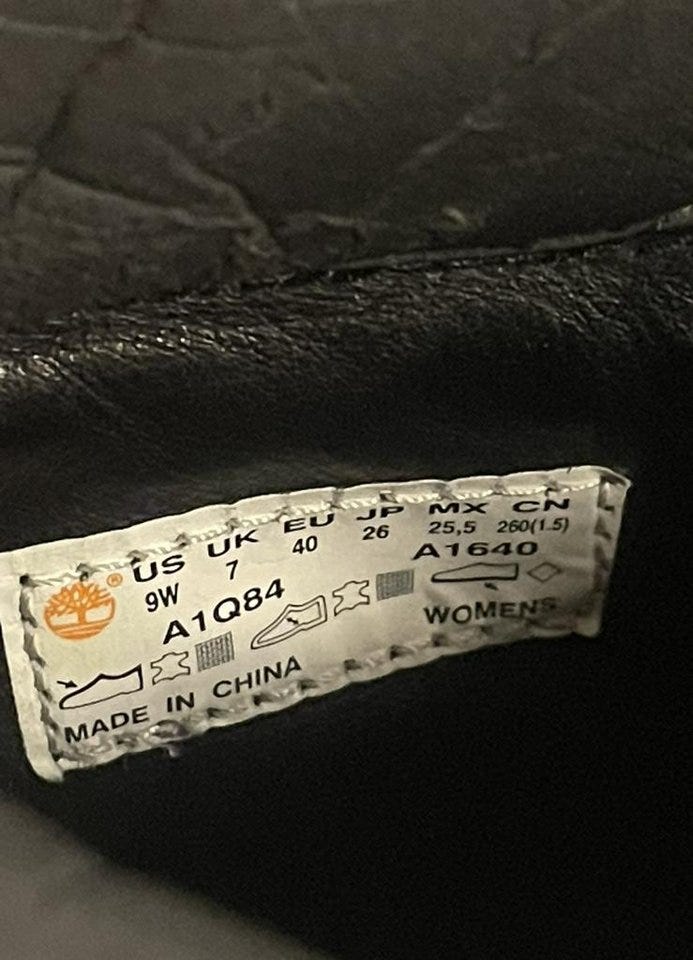 US UK EU JP MX CN
9W 7 40 26 25,5 260(1.5)
A1Q84 A1640
WOMENS
MADE IN CHINA
®